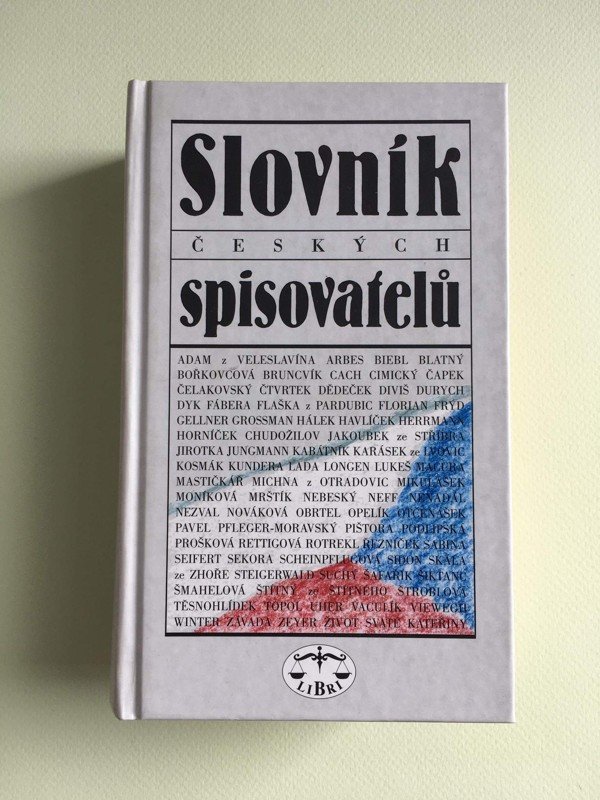 Slovník
ČESKÝCH
spisovatelů
ADAM z VELESLAVÍNA ARBES BIEBL BLATNÝ
BOŘKOVCOVÁ BRUNCVÍK CACH CIMICKÝ ČAPEK
ČELAKOVSKÝ ČTVRTEK DĚDEČEK DIVIŠ DURYCH
DYK FÁBERA FLAŠKA z PARDUBIC FLORIAN FRÝD
GELLNER GROSSMAN HÁLEK HAVLÍČEK HERRMANN
HORNÍČEK CHUDOŽILOV JAKOUBEK ze STŘÍBRA
JIROTKA JUNGMANN KABÁTNÍK KARÁSEK ze LVOVIC
KOSMÁK KUNDERA LADA LONGEN LUKEŠ MACURA
MASTIČKÁŘ MICHNA z OTRADOVIC MIKULÁŠEK
MONÍKOVÁ MRŠTÍK NEBESKÝ NEFF NENADÁL
NEZVAL NOVÁKOVÁ OBRTEL OPELÍK OTČENÁŠEK
PAVEL PFLEGER-MORAVSKÝ PIŠTORA PODLIPSKÁ
PROŠKOVÁ RETTIGOVÁ ROTREKL ŘEZNÍČEK SABINA
SEIFERT SEKORA SCHEINPFLUGOVÁ SIDON SKÁLA
ze ZHOŘE STEIGERWALD SUCHÝ ŠAFAŘÍK ŠIKTANC
ŠMAHELOVÁ ŠTÍTNÝ ze ŠTÍTNÉHO ŠTROBLOVÁ
TĚSNOHLÍDEK TOPOL UHER VACULÍK VIEWEGH
WINTER ZÁVADA ZEYER ŽIVOT SVATÉ KATEŘINY
LIBRI